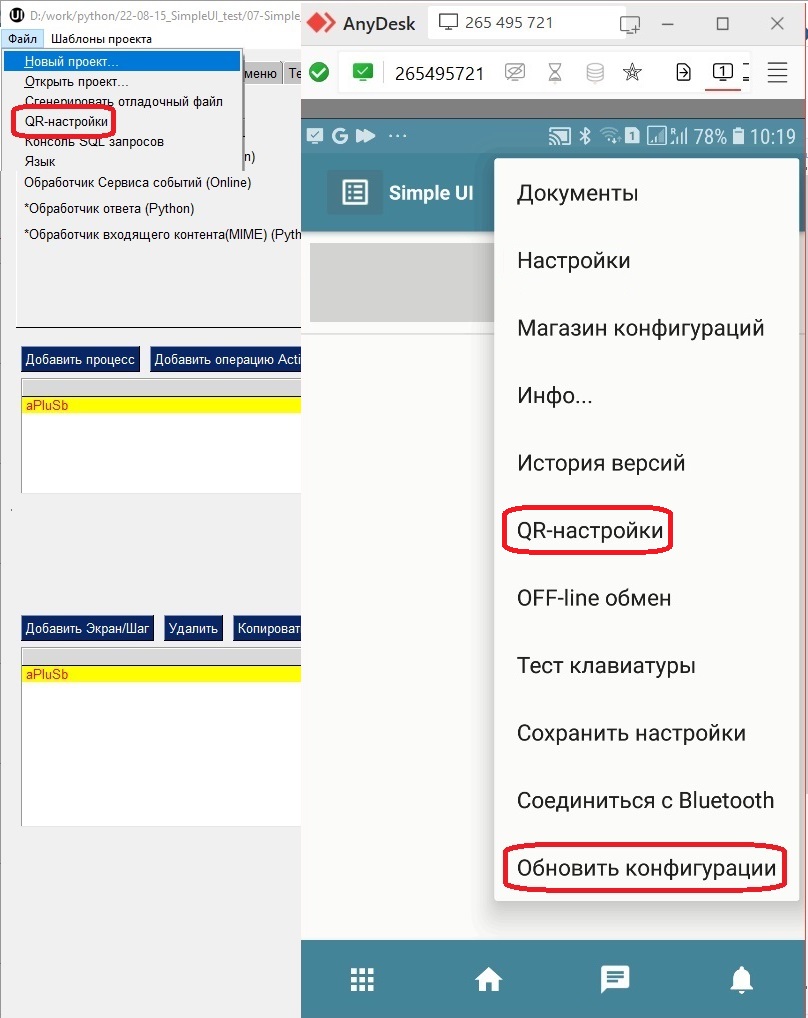 UI D:/work/python/22-08-15_SimpleUI_test/07-Simple_
Файл Шаблоны проекта
Новый проект...
Открыть проект...
Сгенерировать отладочный файл
QR-настройки
Консоль SQL запросов
Язык
меню
Те
n)
Обработчик Сервиса событий (Online)
*Обработчик ответа (Python)
*Обработчик входящего контента(MIME) (Pyth
Добавить процесс Добавить операцию Acti
aPluSb
Добавить Экран/Шаг Удалить Копироват
aPluSb
AnyDesk 265 495 721
265495721 1
G 1 R 78% 10:19
Simple UI
Документы
Настройки
Магазин конфигураций
Инфо...
История версий
QR-настройки
OFF-line обмен
Тест клавиатуры
Сохранить настройки
Соединиться с Bluetooth
Обновить конфигурации